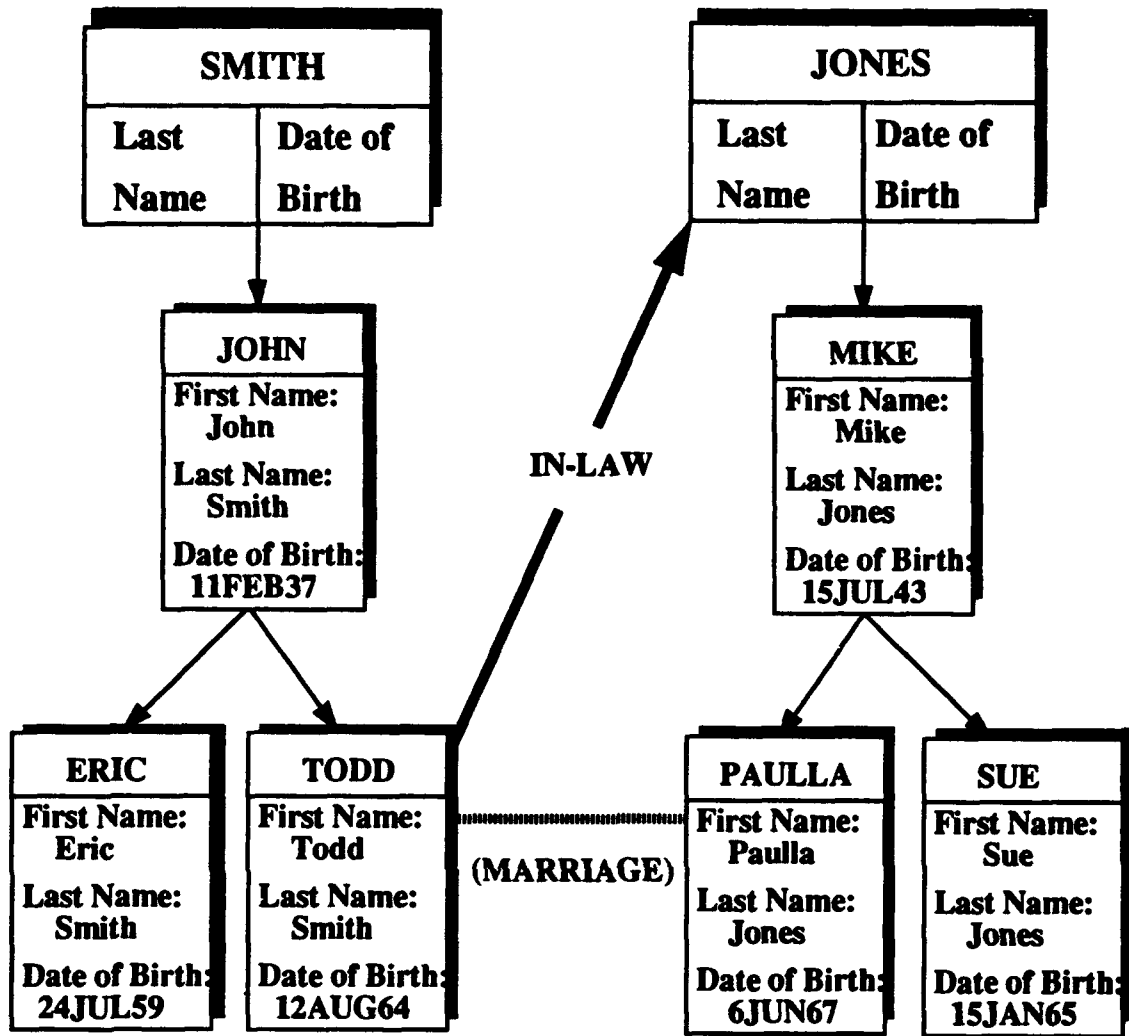 SMITH
Last Name
Date of Birth
JONES
Last Name
Date of Birth
JOHN
First Name:
John
Last Name:
Smith
Date of Birth:
11FEB37
MIKE
First Name:
Mike
Last Name:
Jones
Date of Birth:
15JUL43
IN-LAW
ERIC
First Name:
Eric
Last Name:
Smith
Date of Birth:
24JUL59
TODD
First Name:
Todd
Last Name:
Smith
Date of Birth:
12AUG64
(MARRIAGE)
PAULLA
First Name:
Paulla
Last Name:
Jones
Date of Birth:
6JUN67
SUE
First Name:
Sue
Last Name:
Jones
Date of Birth:
15JAN65